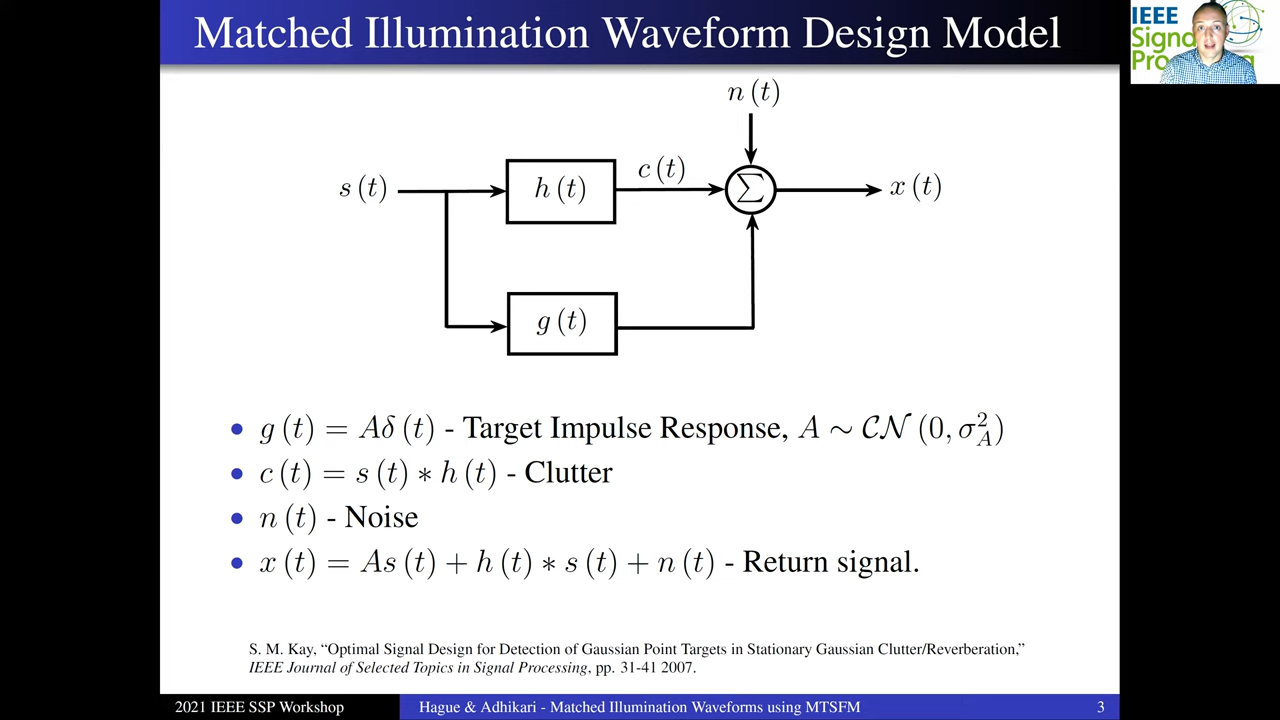 Matched Illumination Waveform Design Model
IEEE
Signa
Pro
n (t)
s (t)
h (t)
c (t)
∑
x (t)
g (t)
• g (t) = Aδ (t) - Target Impulse Response, A ∼ 𝒞𝒩 (0, σ²_A)
• c (t) = s (t) ∗ h (t) - Clutter
• n (t) - Noise
• x (t) = As (t) + h (t) ∗ s (t) + n (t) - Return signal.
S. M. Kay, “Optimal Signal Design for Detection of Gaussian Point Targets in Stationary Gaussian Clutter/Reverberation,”
IEEE Journal of Selected Topics in Signal Processing, pp. 31-41 2007.
2021 IEEE SSP Workshop
Hague & Adhikari - Matched Illumination Waveforms using MTSFM
3